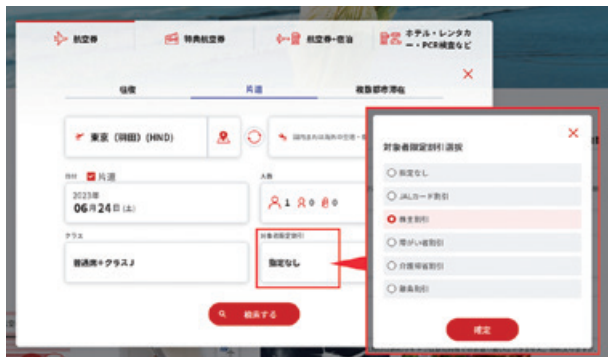 航空券
特典航空券
航空券+宿泊
ホテル・レンタカ
ー・PCR検査など
往復
片道
複数都市滞在
東京(羽田)(HND)
国内または海外の空港・都
日付
片道
人数
2023年
06月24日(土)
1
0
0
クラス
普通席+クラスJ
対象者限定割引
指定なし
検索する
対象者限定割引選択
指定なし
JALカード割引
株主割引
障がい者割引
介護帰省割引
離島割引
確定